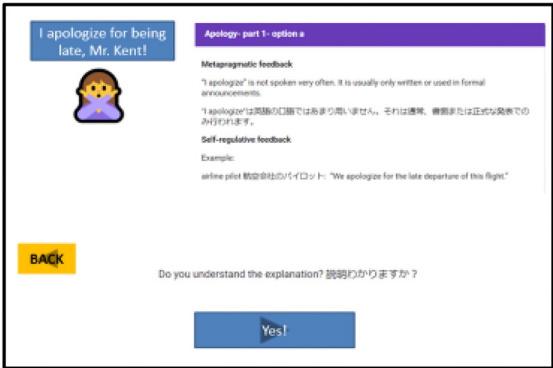 I apologize for being
late, Mr. Kent!
Apology- part 1- option a
Metapragmatic feedback
"I apologize" is not spoken very often. It is usually only written or used in formal
announcements.
"I apologize"は英語の口語ではあまり用いません。それは通常、書面または正式な発表での
み行われます。
Self-regulative feedback
Example:
airline pilot 航空会社のパイロット: "We apologize for the late departure of this flight."
BACK
Do you understand the explanation? 説明わかりますか？
Yes!